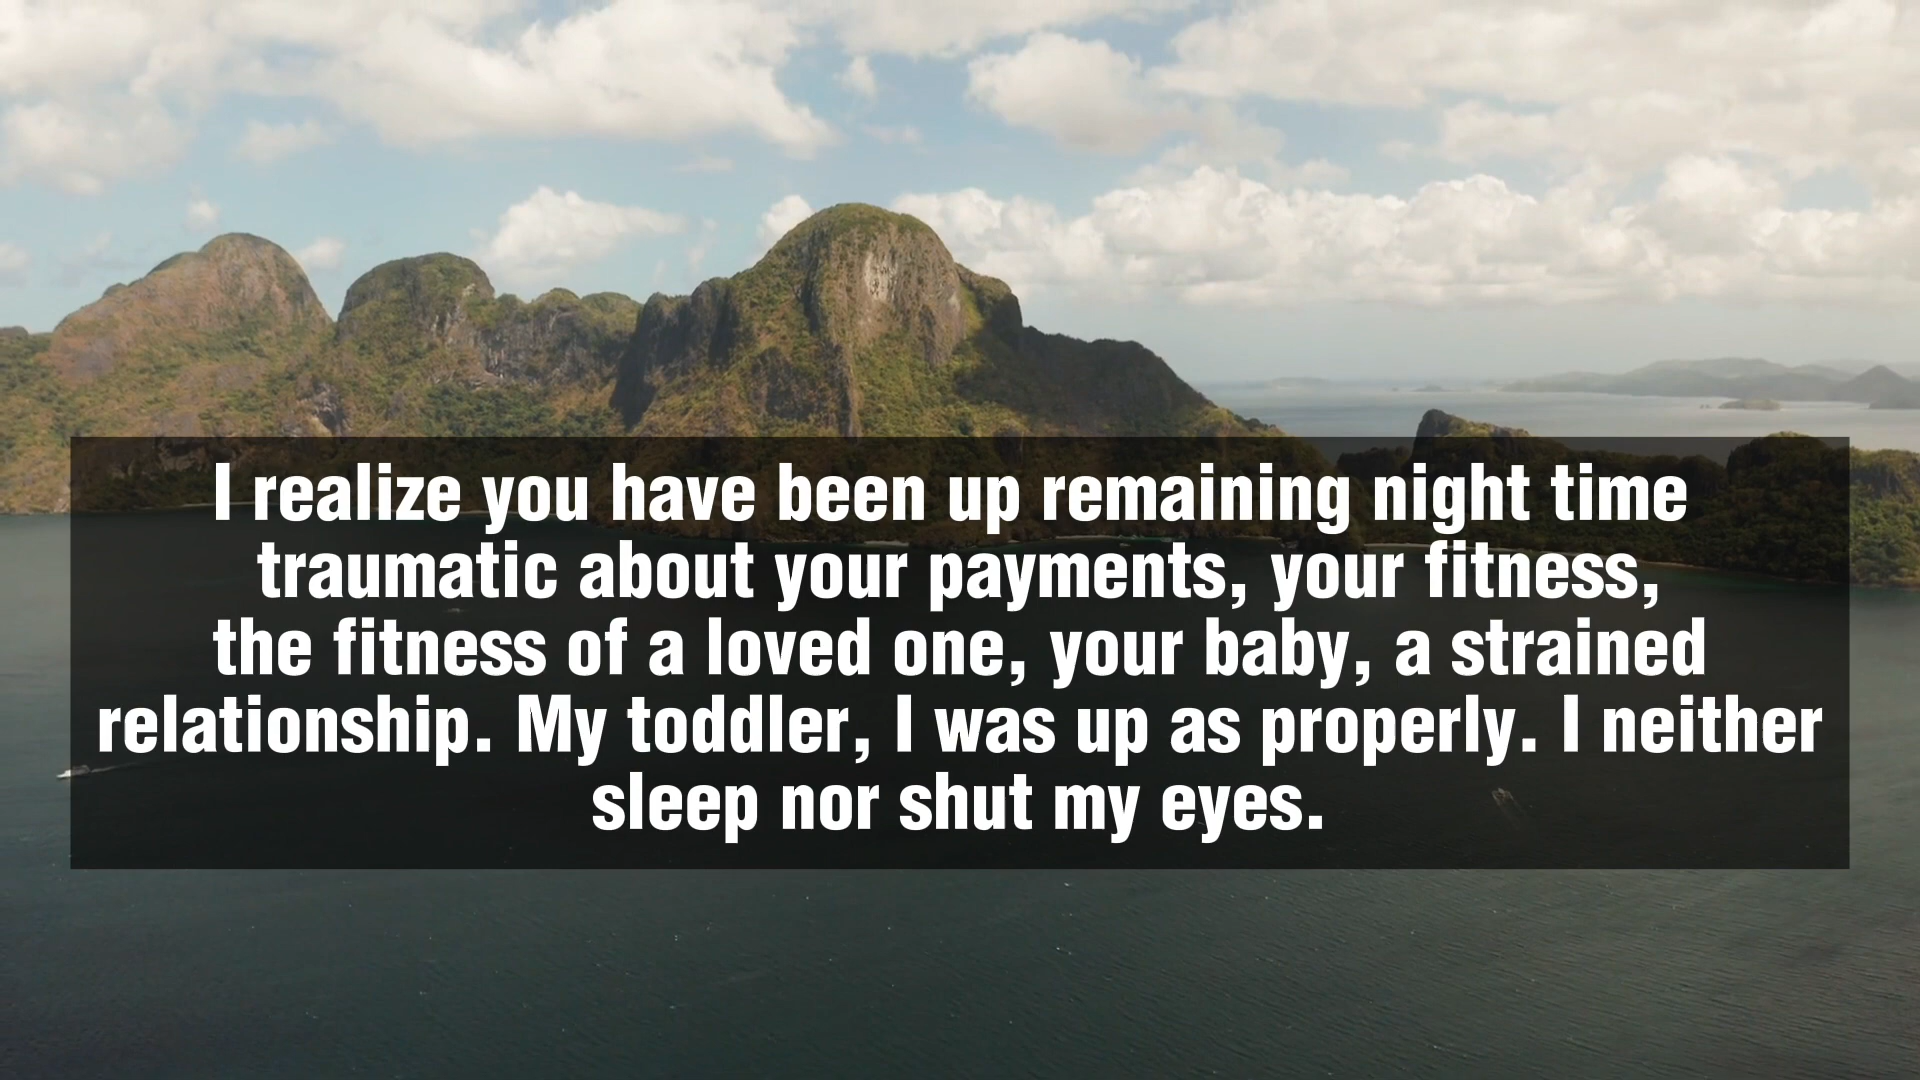 I realize you have been up remaining night time
traumatic about your payments, your fitness,
the fitness of a loved one, your baby, a strained
relationship. My toddler, I was up as properly. I neither
sleep nor shut my eyes.